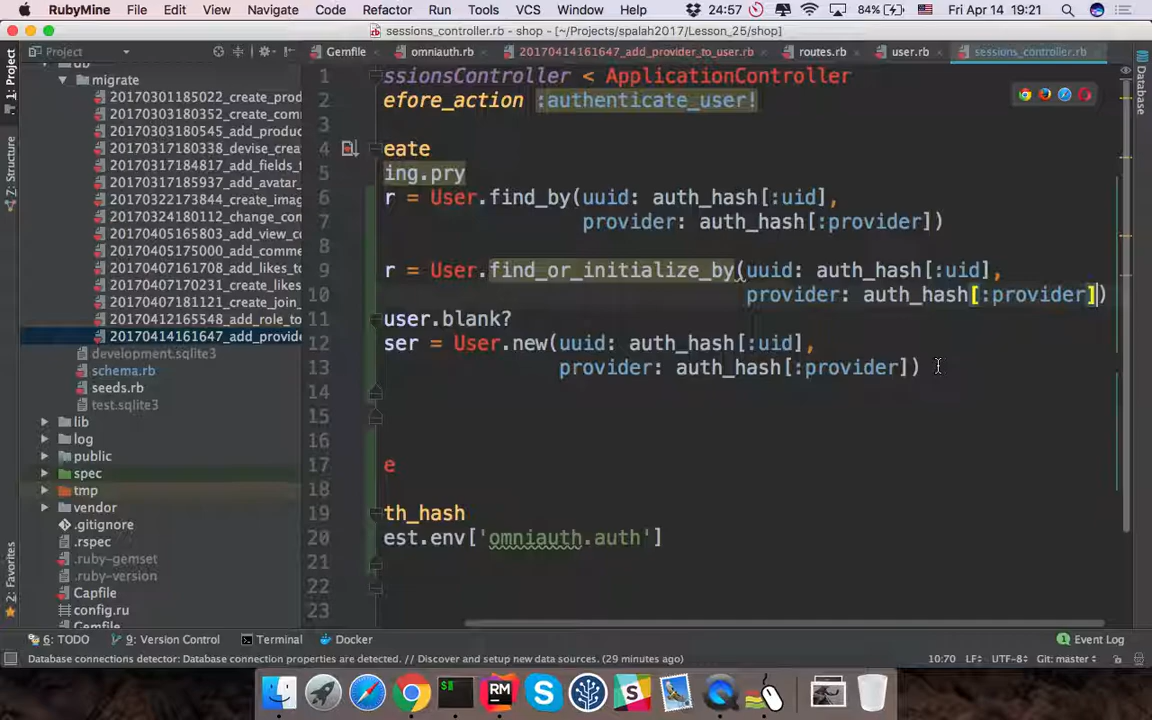 RubyMine File Edit View Navigate Code Refactor Run Tools VCS Window Help 24:57 84% Fri Apr 14 19:21
sessions_controller.rb - shop - [~/Projects/spalah2017/Lesson_25/shop]
Project Gemfile omniauth.rb 20170414161647_add_provider_to_user.rb routes.rb user.rb sessions_controller.rb
1: Project
Z: Structure
2: Favorites
Database
db
migrate
20170301185022_create_prod
20170303180352_create_com
20170303180545_add_produc
20170317180338_devise_crea
20170317184817_add_fields_t
20170317185937_add_avatar_
20170322173844_create_imag
20170324180112_change_con
20170405165803_add_view_c
20170405175000_add_comme
20170407161708_add_likes_to
20170407170231_create_likes
20170407181121_create_join_
20170412165548_add_role_to
20170414161647_add_provide
development.sqlite3
schema.rb
seeds.rb
test.sqlite3
lib
log
public
spec
tmp
vendor
.gitignore
.rspec
.ruby-gemset
.ruby-version
Capfile
config.ru
Gemfile
1 ssionsController < ApplicationController
2 efore_action :authenticate_user!
3
4 eate
5 ing.pry
6 r = User.find_by(uuid: auth_hash[:uid],
7 provider: auth_hash[:provider])
8
9 r = User.find_or_initialize_by(uuid: auth_hash[:uid],
10 provider: auth_hash[:provider])
11 user.blank?
12 ser = User.new(uuid: auth_hash[:uid],
13 provider: auth_hash[:provider])
14
15
16
17 e
18
19 th_hash
20 est.env['omniauth.auth']
21
22
23
6: TODO 9: Version Control Terminal Docker 1 Event Log
Database connections detector: Database connection properties are detected. // Discover and setup new data sources. (29 minutes ago) 10:70 LF÷ UTF-8÷ Git: master÷